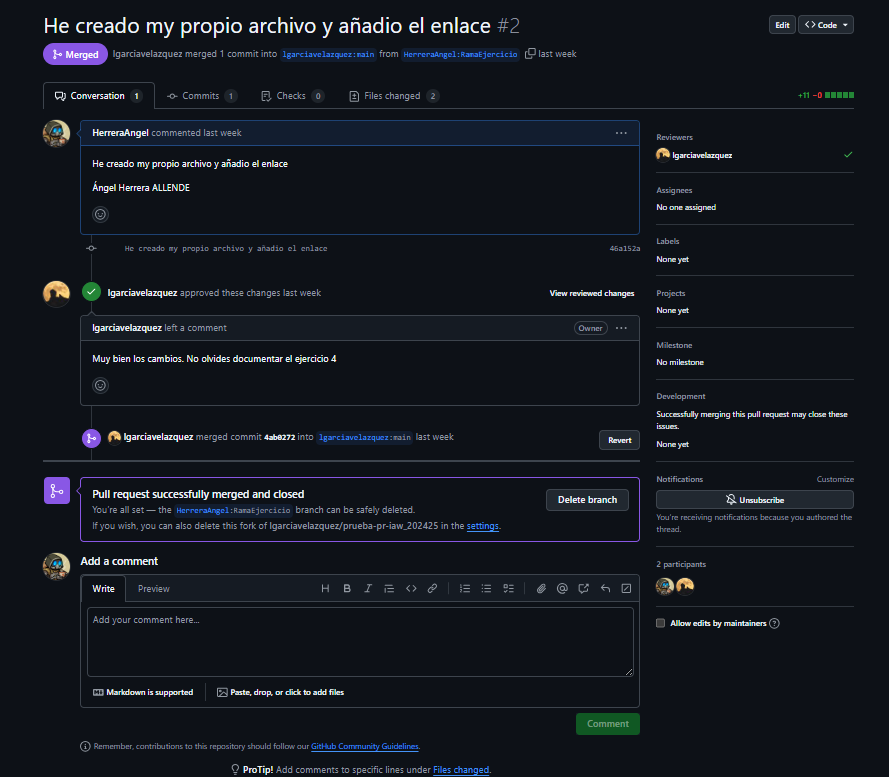 He creado my propio archivo y añadio el enlace #2
Edit
<> Code
Merged
lgarciavelazquez merged 1 commit into lgarciavelazquez:main from HerreraAngel:RamaEjercicio last week
Conversation 1
Commits 1
Checks 0
Files changed 2
+11 −0
HerreraAngel commented last week
He creado my propio archivo y añadio el enlace
Ángel Herrera ALLENDE
He creado my propio archivo y añadio el enlace
46a152a
lgarciavelazquez approved these changes last week
View reviewed changes
lgarciavelazquez left a comment
Owner
Muy bien los cambios. No olvides documentar el ejercicio 4
lgarciavelazquez merged commit 4ab0272 into lgarciavelazquez:main last week
Revert
Pull request successfully merged and closed
You're all set — the HerreraAngel:RamaEjercicio branch can be safely deleted.
If you wish, you can also delete this fork of lgarciavelazquez/prueba-pr-iaw_202425 in the settings.
Delete branch
Add a comment
Write
Preview
Add your comment here...
Markdown is supported
Paste, drop, or click to add files
Comment
Remember, contributions to this repository should follow our GitHub Community Guidelines.
ProTip! Add comments to specific lines under Files changed.
Reviewers
lgarciavelazquez
Assignees
No one assigned
Labels
None yet
Projects
None yet
Milestone
No milestone
Development
Successfully merging this pull request may close these
issues.
None yet
Notifications
Customize
Unsubscribe
You're receiving notifications because you authored the
thread.
2 participants
Allow edits by maintainers